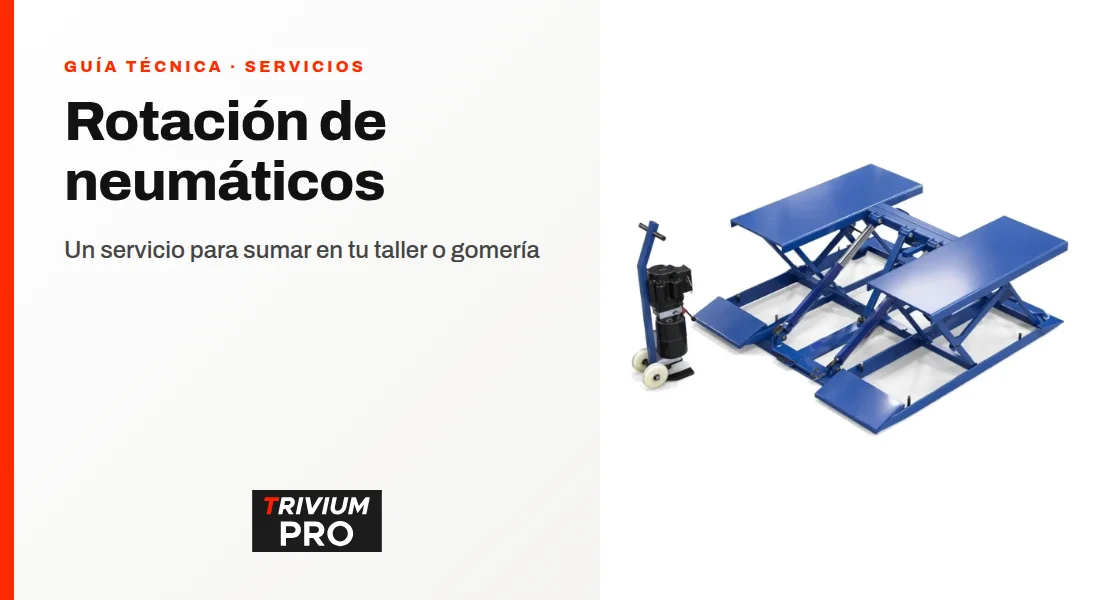 GUÍA TÉCNICA · SERVICIOS
Rotación de
neumáticos
Un servicio para sumar en tu taller o gomería
TRIVIUM
PRO